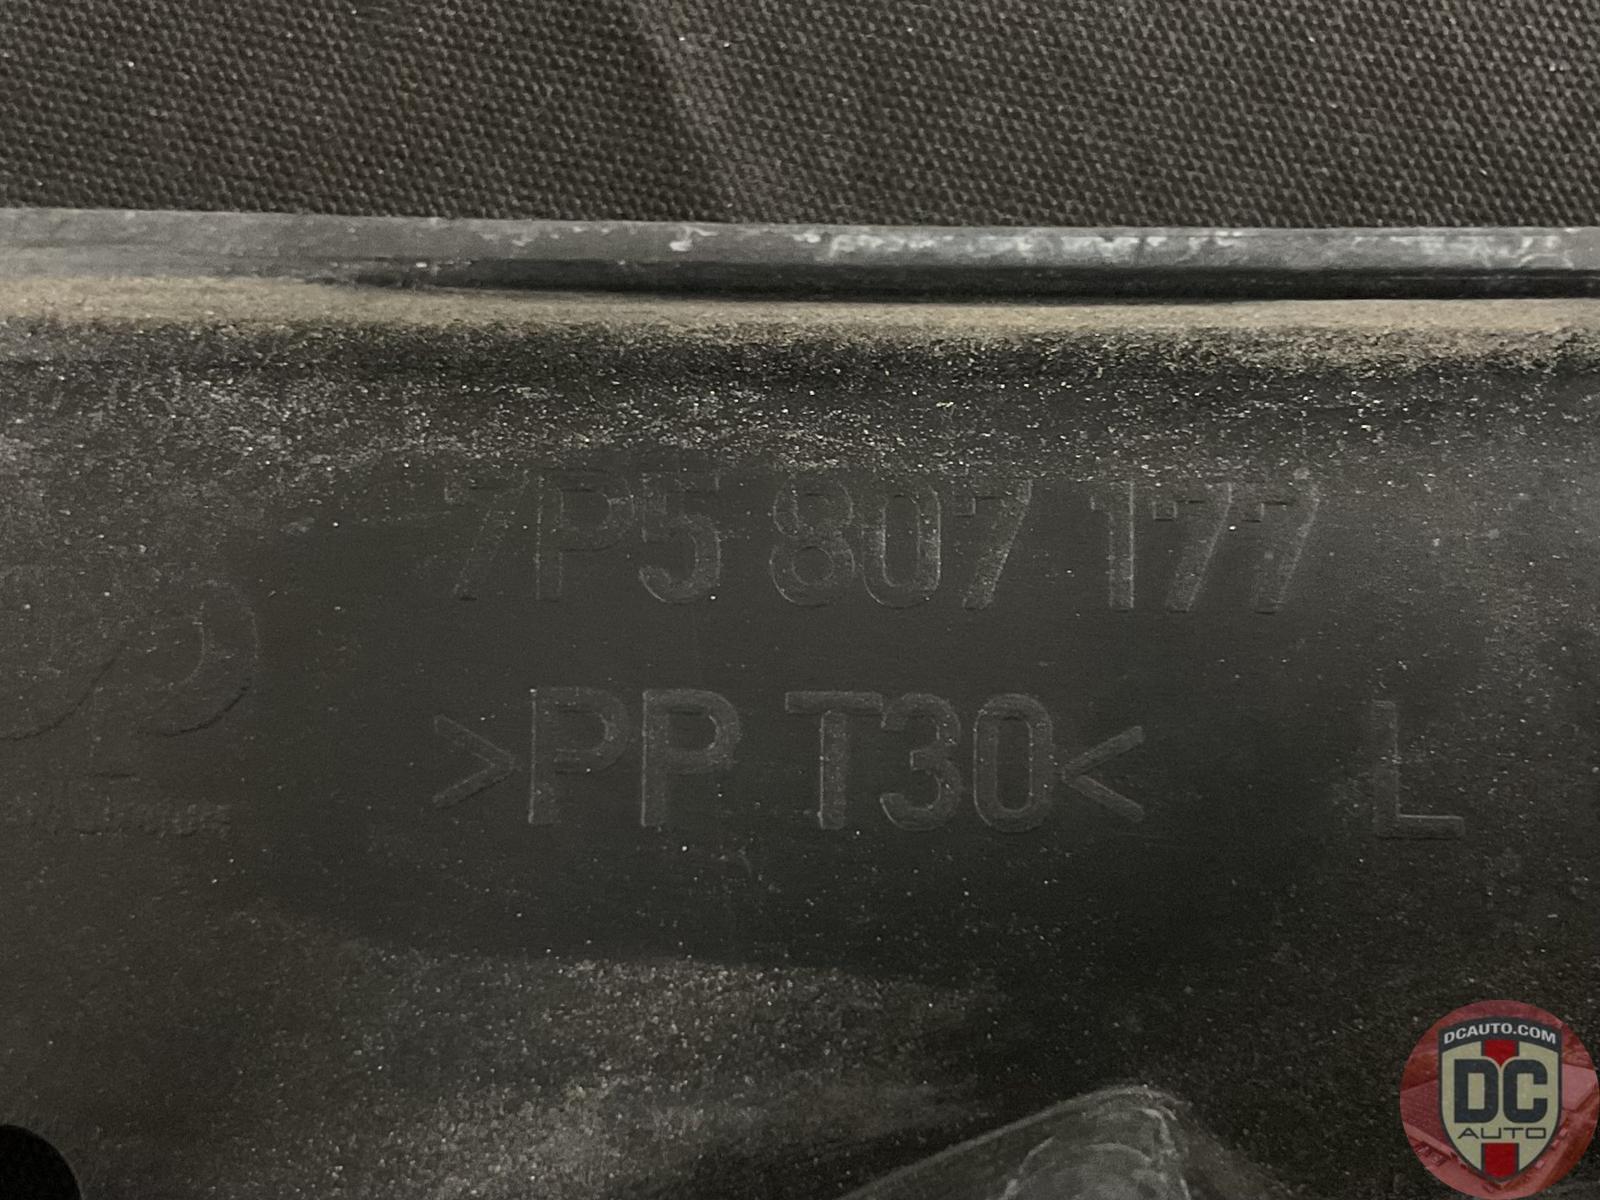 7P5 807 177
>PP T30< L
DCAUTO.COM
DC
AUTO